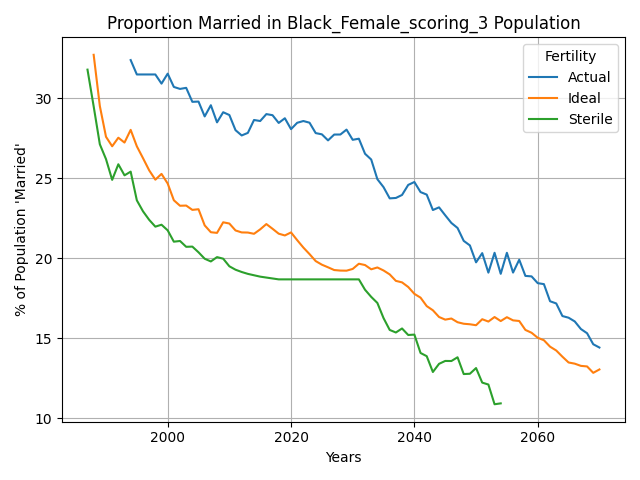 Proportion Married in Black_Female_scoring_3 Population
% of Population 'Married'
30
25
20
15
10
2000
2020
2040
2060
Years
Fertility
Actual
Ideal
Sterile